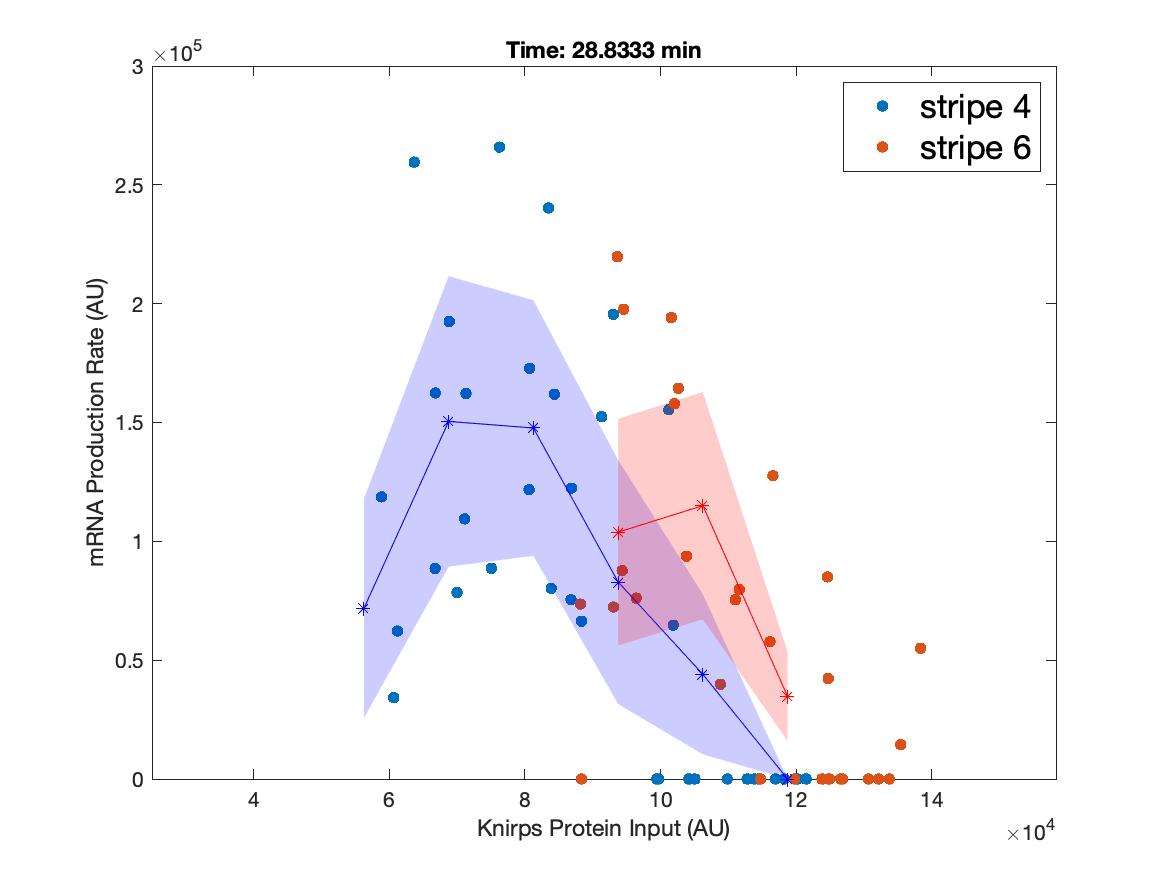 Time: 28.8333 min
×10^5
3
2.5
2
1.5
1
0.5
0
mRNA Production Rate (AU)
stripe 4
stripe 6
4 6 8 10 12 14
Knirps Protein Input (AU)
×10^4